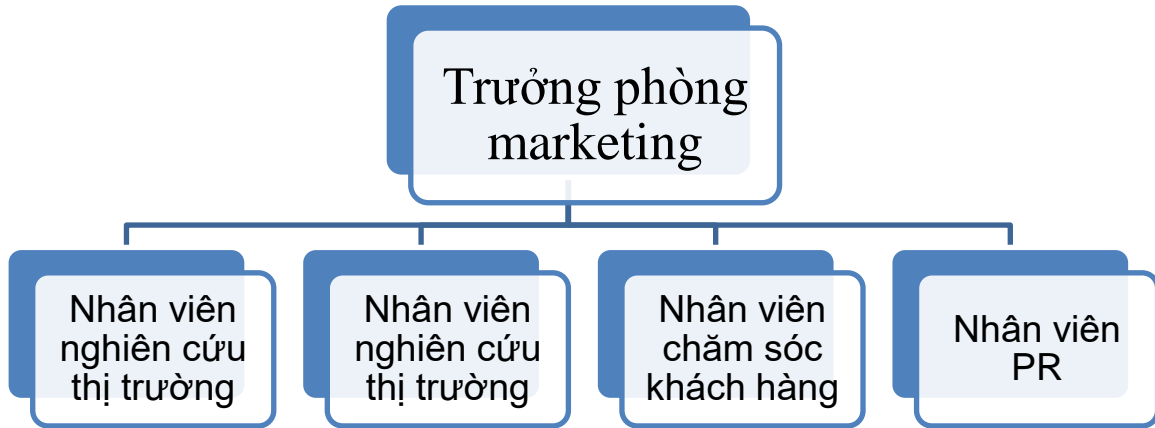 Trưởng phòng
marketing
Nhân viên
nghiên cứu
thị trường
Nhân viên
nghiên cứu
thị trường
Nhân viên
chăm sóc
khách hàng
Nhân viên
PR